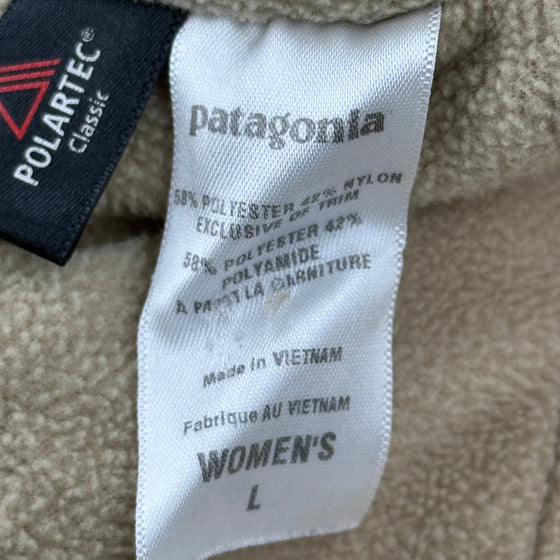 POLARTEC®
Classic
patagonia®
58% POLYESTER 42% NYLON
EXCLUSIVE OF TRIM
58% POLYESTER 42%
POLYAMIDE
A PART LA GARNITURE
Made in VIETNAM
Fabrique AU VIETNAM
WOMEN'S
L